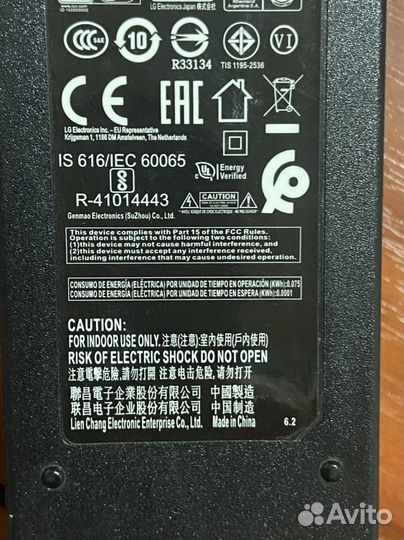 www.tuv.com
ID 1000000000
LG Electronics Japan
Rheinland
Argentina S.A.
10
R33134
TIS 1195-2536
VI
CE EAC
LG Electronics Inc. – EU Representative
Krijgsman 1, 1186 DM Amstelveen, The Netherlands
IS 616/IEC 60065
R-41014443
Genmao Electronics (SuZhou) Co., Ltd.
Energy
Verified
CAUTION
This device complies with Part 15 of the FCC Rules.
Operation is subject to the following two conditions:
(1)this device may not cause harmful interference, and
(2)this device must accept any interference received,
including interference that may cause undesired operation.
CONSUMO DE ENERGÍA (ELÉCTRICA) POR UNIDAD DE TIEMPO EN OPERACIÓN (KWh):0.075
CONSUMO DE ENERGÍA (ELÉCTRICA) POR UNIDAD DE TIEMPO EN ESPERA (KWh):0.0001
CAUTION:
FOR INDOOR USE ONLY. 注意(注意):室內使用(戶內使用)
RISK OF ELECTRIC SHOCK DO NOT OPEN
注意電擊危險,請勿打開 注意电击危险,请勿打开
聯昌電子企業股份有限公司 中國製造
联昌电子企业股份有限公司 中国制造
Lien Chang Electronic Enterprise Co., Ltd. Made in China 6.2
Avito